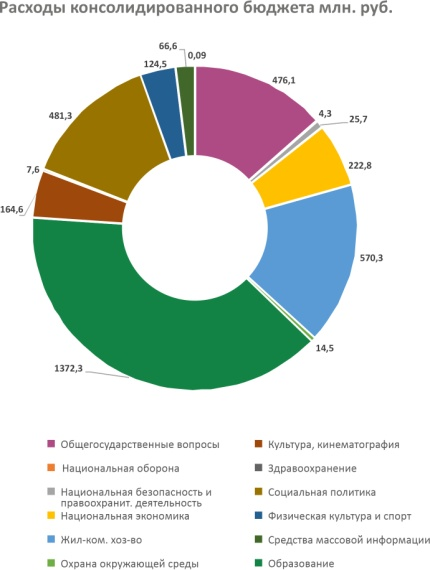 Расходы консолидированного бюджета млн. руб.
66,6
0,09
124,5
476,1
481,3
4,3
25,7
7,6
222,8
164,6
570,3
14,5
1372,3
Общегосударственные вопросы
Культура, кинематография
Национальная оборона
Здравоохранение
Национальная безопасность и
правоохранит. деятельность
Социальная политика
Национальная экономика
Физическая культура и спорт
Жил-ком. хоз-во
Средства массовой информации
Охрана окружающей среды
Образование